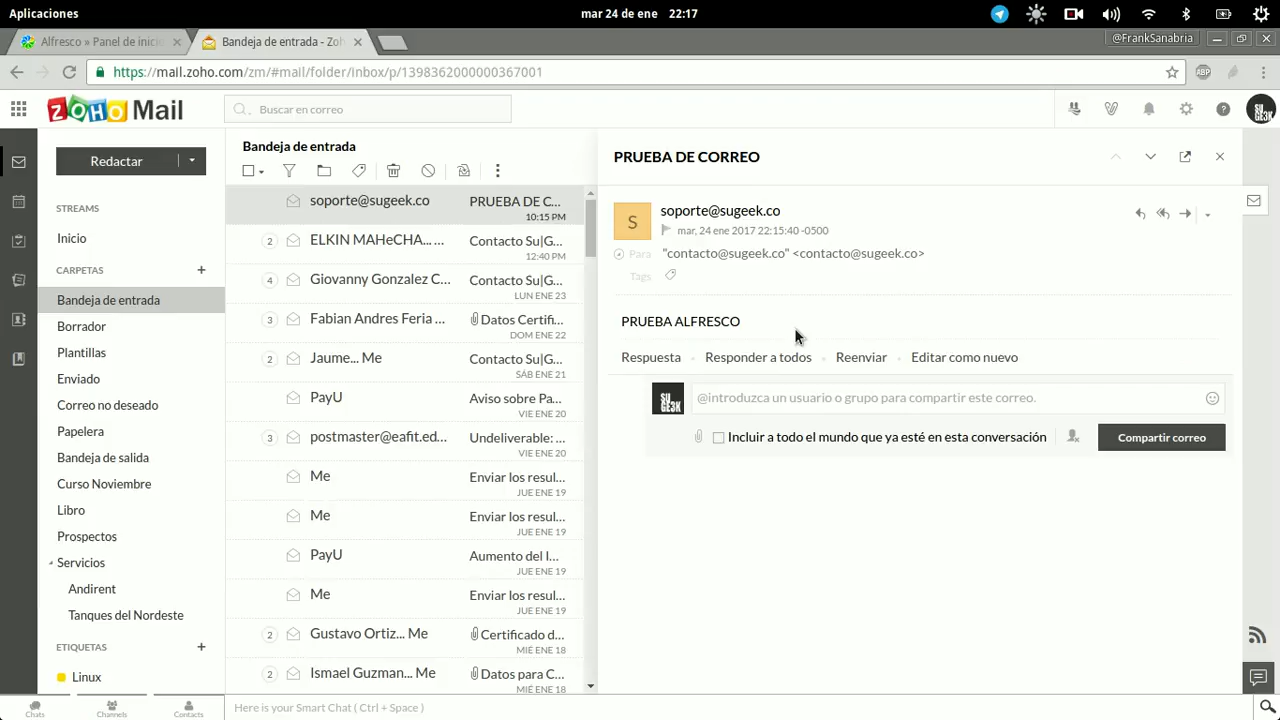 Aplicaciones
mar 24 de ene 22:17
Alfresco » Panel de inicio
Bandeja de entrada - Zoh
@FrankSanabria
https://mail.zoho.com/zm/#mail/folder/inbox/p/1398362000000367001
ABP
ZOHO Mail
Buscar en correo
Redactar
STREAMS
Inicio
CARPETAS
Bandeja de entrada
Borrador
Plantillas
Enviado
Correo no deseado
Papelera
Bandeja de salida
Curso Noviembre
Libro
Prospectos
Servicios
Andirent
Tanques del Nordeste
ETIQUETAS
Linux
Bandeja de entrada
soporte@sugeek.co PRUEBA DE C...
10:15 PM
2 ELKIN MAHeCHA... ... Contacto Su|G...
12:40 PM
4 Giovanny Gonzalez C... Contacto Su|G...
LUN ENE 23
3 Fabian Andres Feria ... Datos Certifi...
DOM ENE 22
2 Jaume... Me Contacto Su|G...
SÁB ENE 21
PayU Aviso sobre Pa...
VIE ENE 20
3 postmaster@eafit.ed... Undeliverable: ...
VIE ENE 20
Me Enviar los resul...
JUE ENE 19
Me Enviar los resul...
JUE ENE 19
PayU Aumento del l...
JUE ENE 19
Me Enviar los resul...
JUE ENE 19
2 Gustavo Ortiz... Me Certificado d...
MIÉ ENE 18
2 Ismael Guzman... Me Datos para C...
MIÉ ENE 18
PRUEBA DE CORREO
S
soporte@sugeek.co
mar, 24 ene 2017 22:15:40 -0500
Para "contacto@sugeek.co" <contacto@sugeek.co>
Tags
PRUEBA ALFRESCO
Respuesta Responder a todos Reenviar Editar como nuevo
SU GE3K
@introduzca un usuario o grupo para compartir este correo.
Incluir a todo el mundo que ya esté en esta conversación
Compartir correo
Chats
Channels
Contacts
Here is your Smart Chat ( Ctrl + Space )